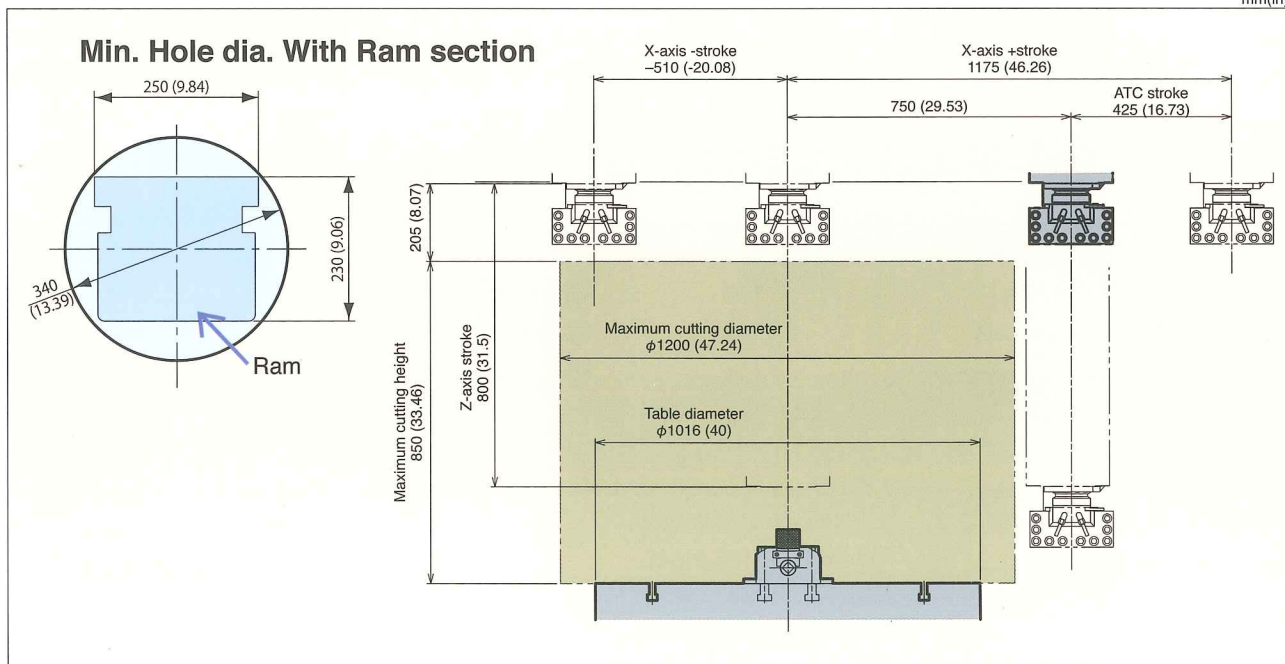 mm(in)
Min. Hole dia. With Ram section
250 (9.84)
230 (9.06)
340
(13.39)
Ram
X-axis -stroke
–510 (-20.08)
X-axis +stroke
1175 (46.26)
750 (29.53)
ATC stroke
425 (16.73)
205 (8.07)
Maximum cutting height
850 (33.46)
Z-axis stroke
800 (31.5)
Maximum cutting diameter
φ1200 (47.24)
Table diameter
φ1016 (40)